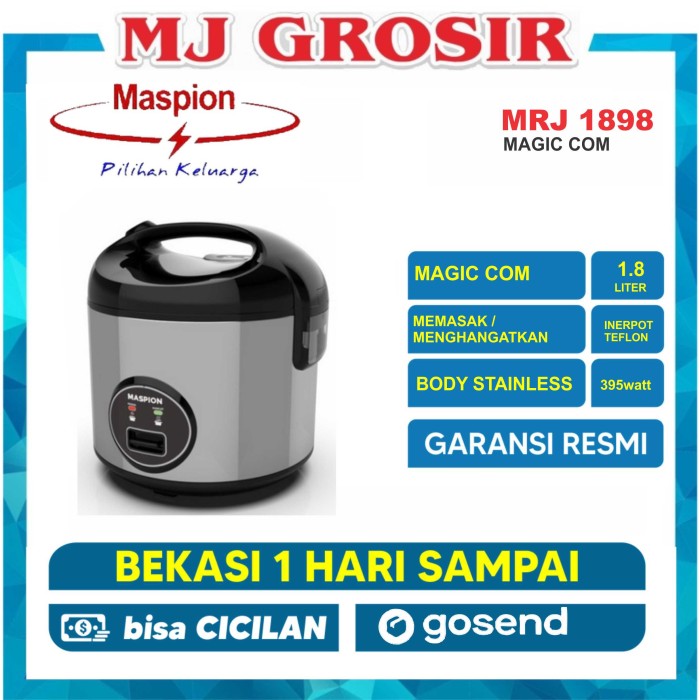 MJ GROSIR
Maspion
Pilihan Keluarga
MRJ 1898
MAGIC COM
MAGIC COM
1.8
LITER
MEMASAK /
MENGHANGATKAN
INERPOT
TEFLON
BODY STAINLESS
395watt
GARANSI RESMI
MASPION
BEKASI 1 HARI SAMPAI
bisa CICILAN
gosend